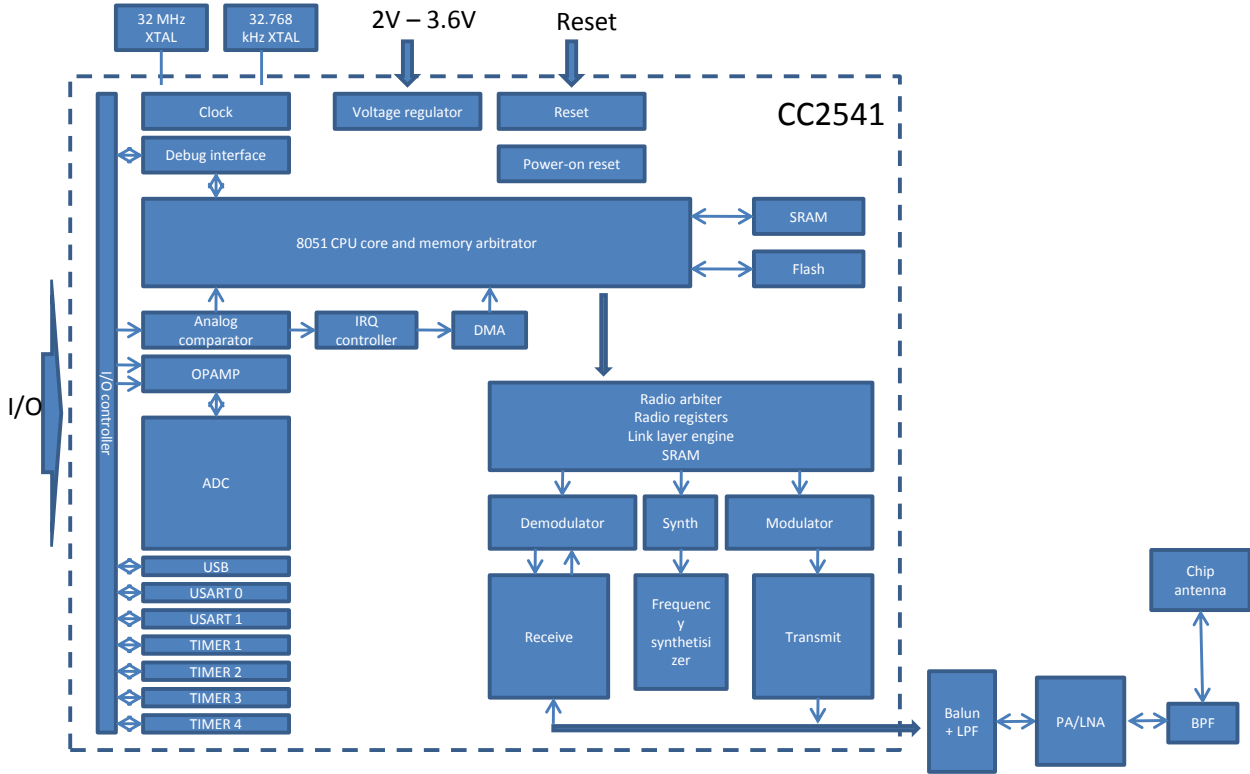 32 MHz
XTAL
32.768
kHz XTAL
2V – 3.6V
Reset
CC2541
Clock
Voltage regulator
Reset
Debug interface
Power-on reset
8051 CPU core and memory arbitrator
SRAM
Flash
Analog
comparator
IRQ
controller
DMA
OPAMP
I/O
I/O controller
ADC
Radio arbiter
Radio registers
Link layer engine
SRAM
Demodulator
Synth
Modulator
USB
USART 0
USART 1
TIMER 1
TIMER 2
TIMER 3
TIMER 4
Receive
Frequenc
y
synthetisi
zer
Transmit
Chip
antenna
Balun
+ LPF
PA/LNA
BPF